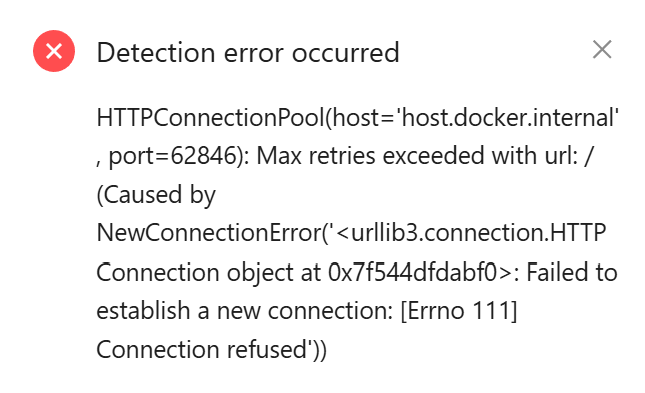 Detection error occurred
HTTPConnectionPool(host='host.docker.internal'
, port=62846): Max retries exceeded with url: /
(Caused by
NewConnectionError('<urllib3.connection.HTTP
Connection object at 0x7f544dfdabf0>: Failed to
establish a new connection: [Errno 111]
Connection refused'))